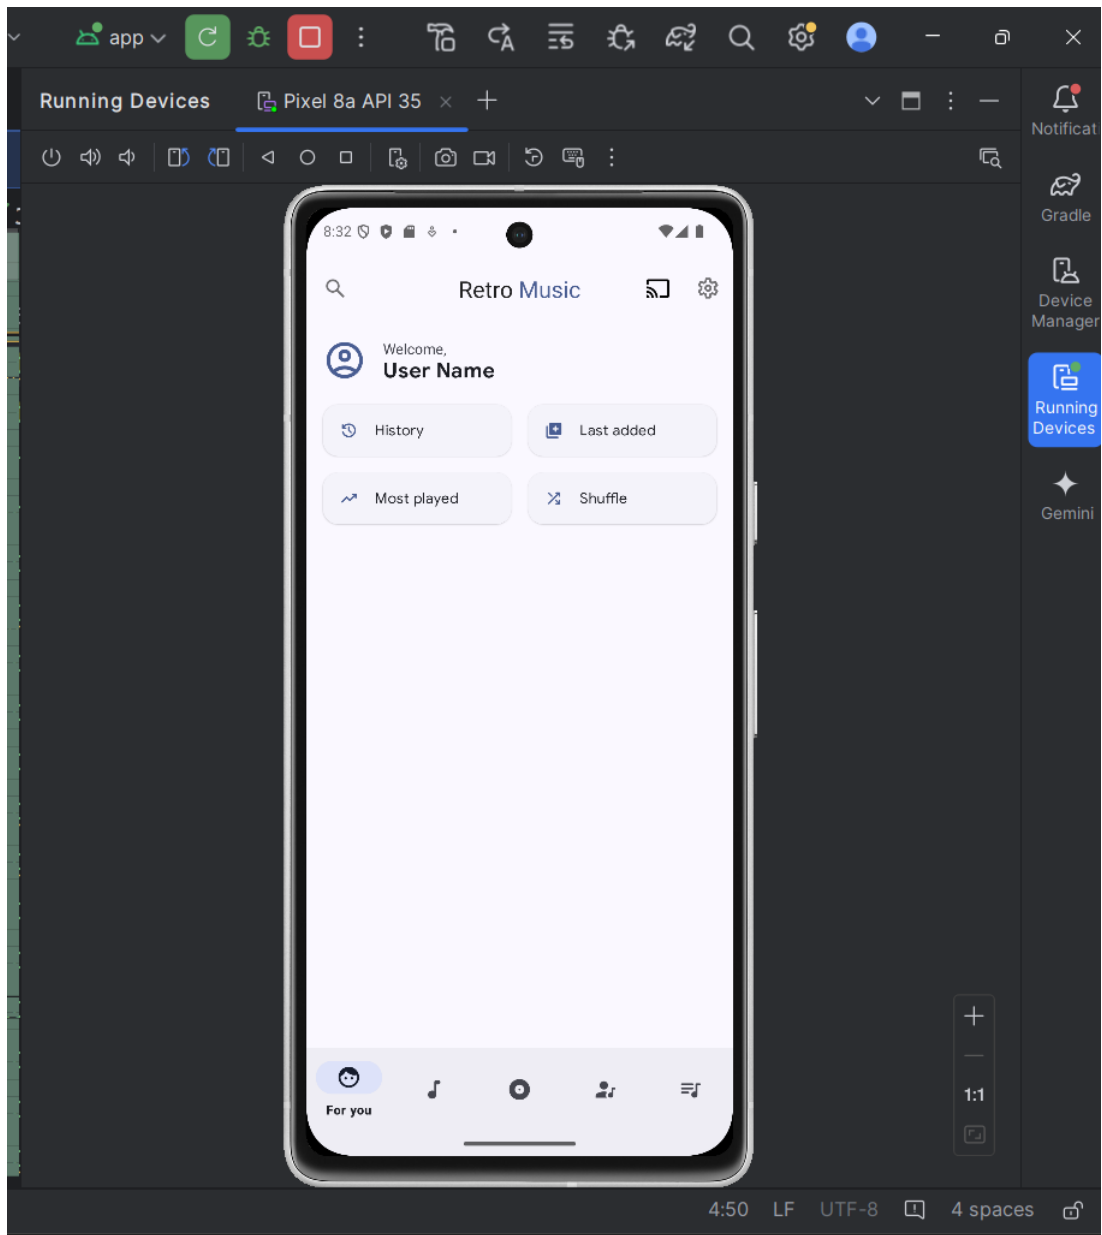 app
Running Devices
Pixel 8a API 35
Notificat
Gradle
Device
Manager
Running
Devices
Gemini
8:32
Retro Music
Welcome,
User Name
History
Last added
Most played
Shuffle
For you
1:1
4:50 LF UTF-8 4 spaces